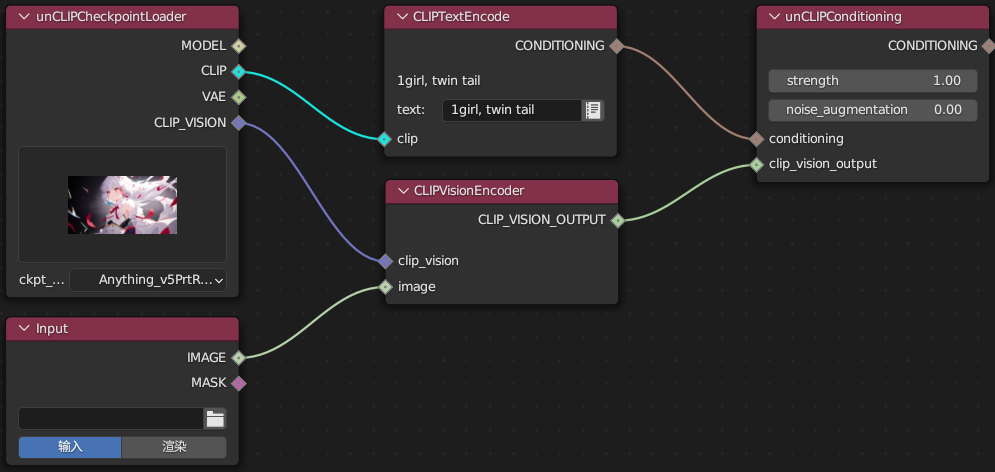 unCLIPCheckpointLoader
MODEL
CLIP
VAE
CLIP_VISION
ckpt_... Anything_v5PrtR...
Input
IMAGE
MASK
输入 渲染
CLIPTextEncode
CONDITIONING
1girl, twin tail
text: 1girl, twin tail
clip
CLIPVisionEncoder
CLIP_VISION_OUTPUT
clip_vision
image
unCLIPConditioning
CONDITIONING
strength 1.00
noise_augmentation 0.00
conditioning
clip_vision_output